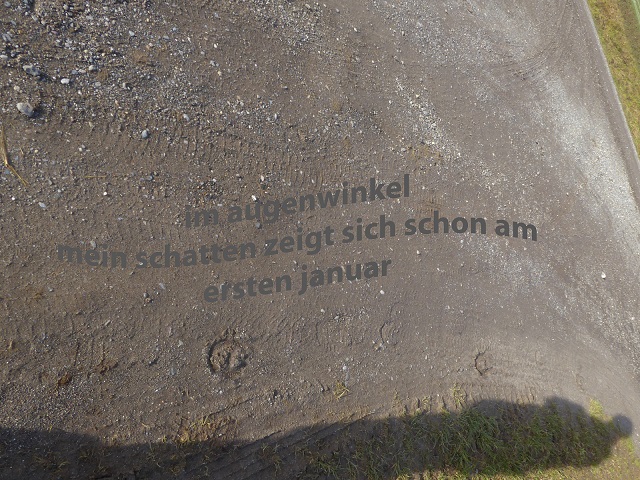 im augenwinkel
mein schatten zeigt sich schon am
ersten januar